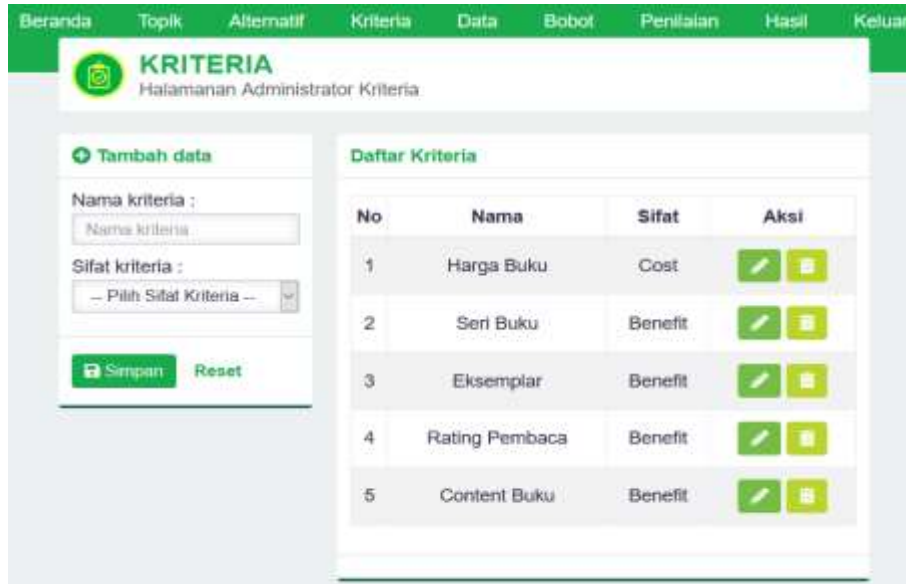 Beranda Topik Alternatif Kriteria Data Bobot Penilaian Hasil Keluar
KRITERIA
Halamanan Administrator Kriteria
Tambah data
Nama kriteria :
Nama kriteria
Sifat kriteria :
-- Pilih Sifat Kriteria --
Simpan Reset
Daftar Kriteria
No Nama Sifat Aksi
1 Harga Buku Cost
2 Seri Buku Benefit
3 Eksemplar Benefit
4 Rating Pembaca Benefit
5 Content Buku Benefit